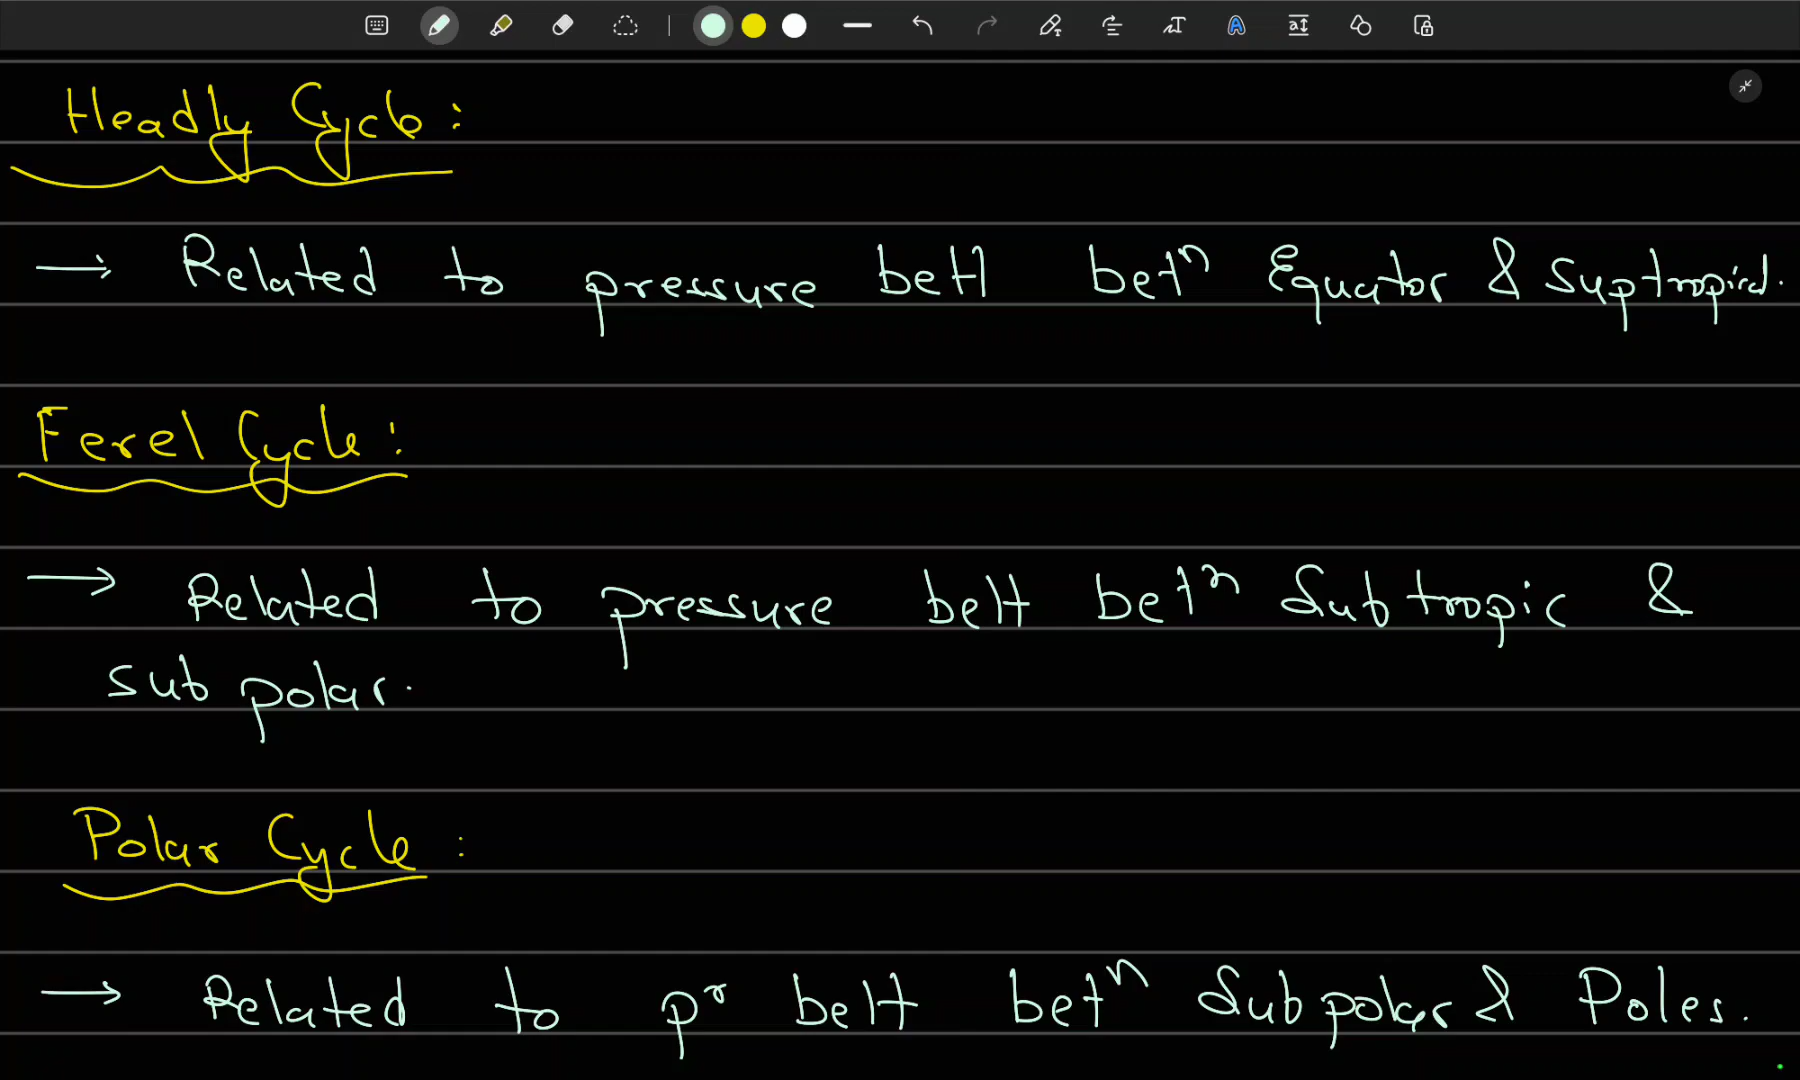 Headly Cycle:
→ Related to pressure betl betⁿ Equator & Suptropical.
Ferel Cycle:
→ Related to pressure belt betⁿ Subtropic &
sub polar.
Polar Cycle:
→ Related to pʳ belt betⁿ Subpolar & Poles.